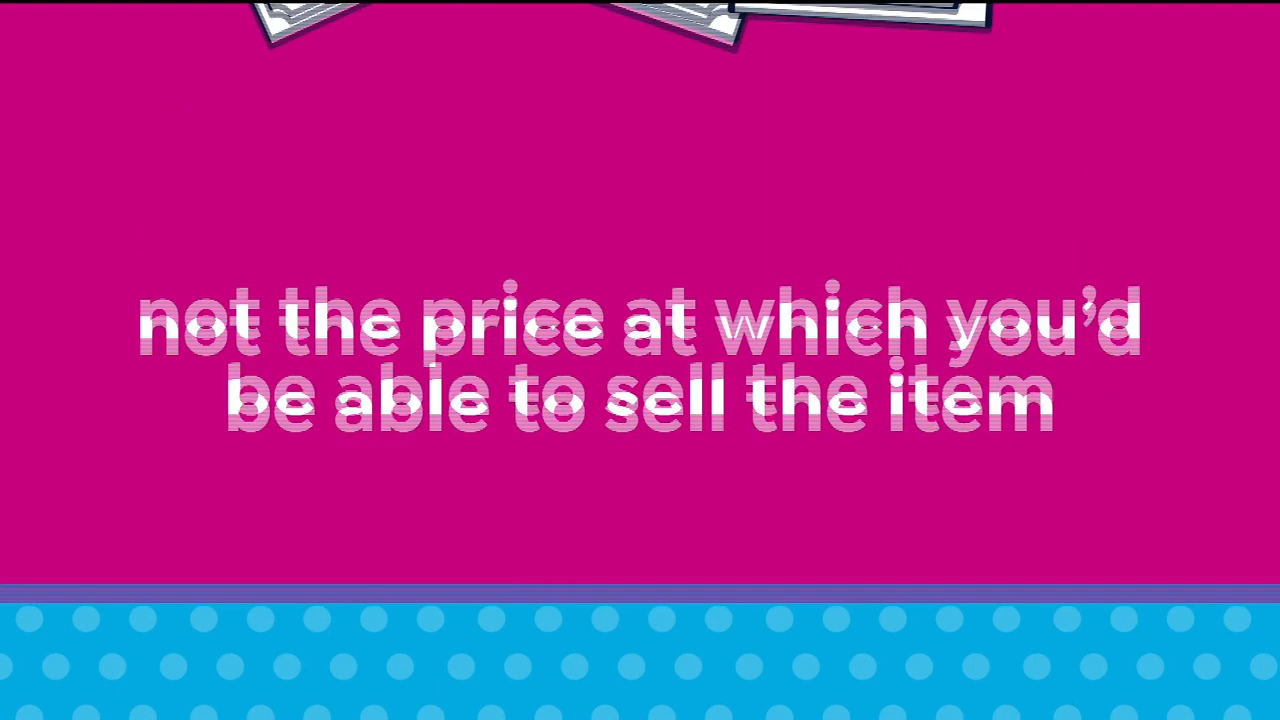 not the price at which you’d
be able to sell the item